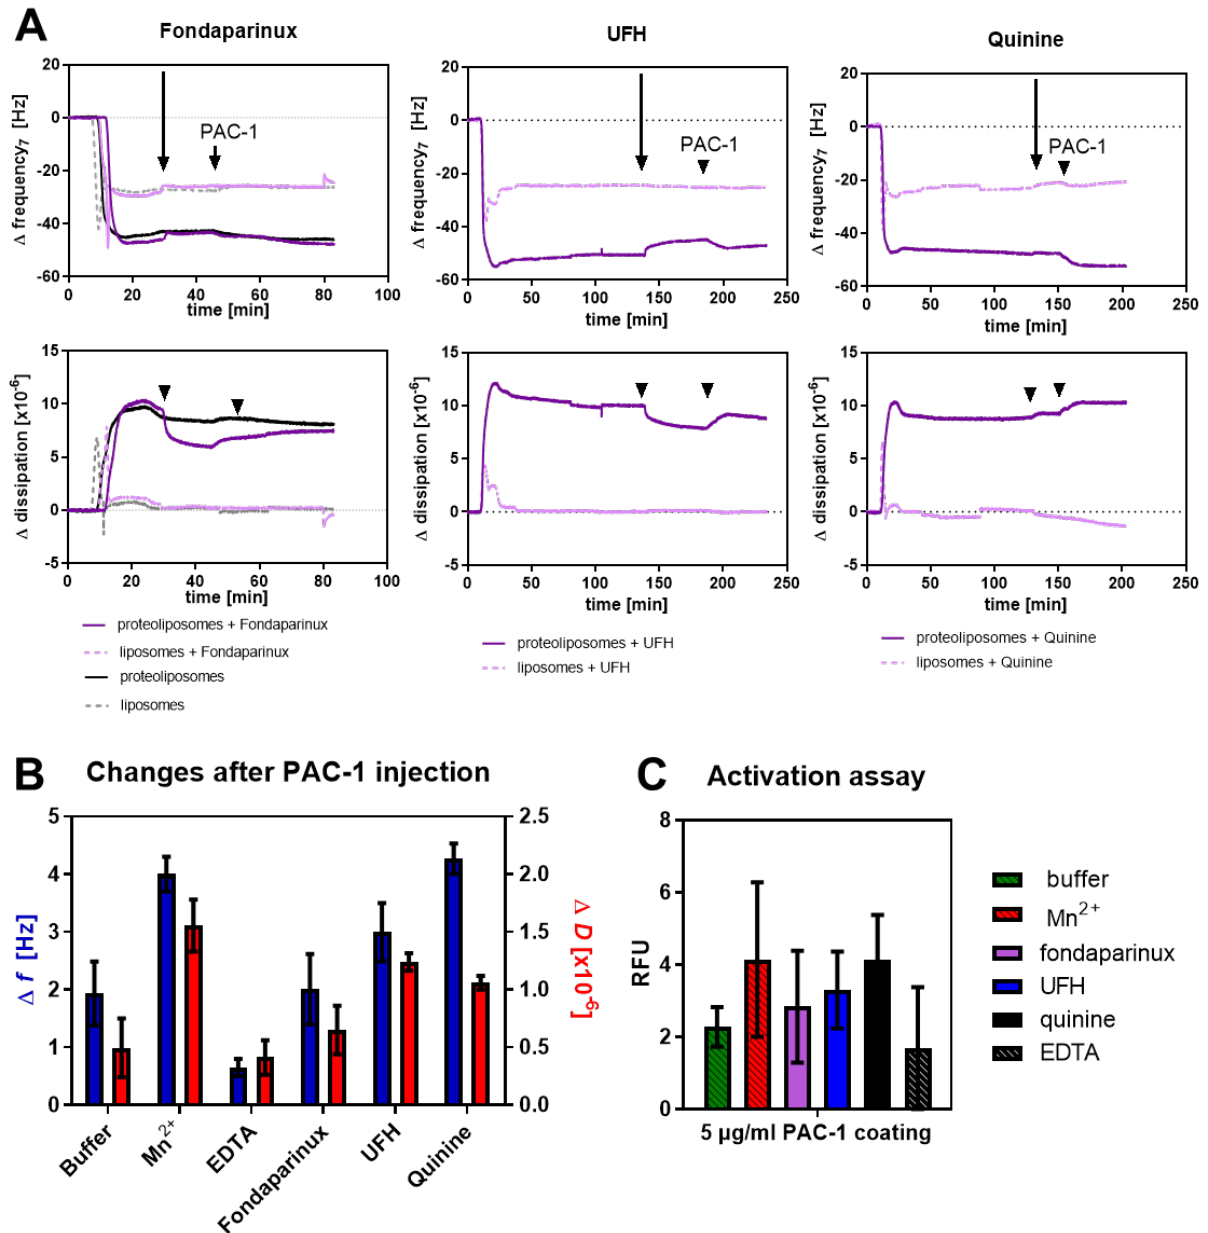 A
Fondaparinux
UFH
Quinine
Δ frequency7 [Hz]
20
0
-20
-40
-60
PAC-1
0 20 40 60 80 100
time [min]
Δ frequency7 [Hz]
20
0
-20
-40
-60
PAC-1
0 50 100 150 200 250
time [min]
Δ frequency7 [Hz]
20
0
-20
-40
-60
PAC-1
0 50 100 150 200 250
time [min]
Δ dissipation [x10-6]
15
10
5
0
-5
0 20 40 60 80 100
time [min]
Δ dissipation [x10-6]
15
10
5
0
-5
0 50 100 150 200 250
time [min]
Δ dissipation [x10-6]
15
10
5
0
-5
0 50 100 150 200 250
time [min]
proteoliposomes + Fondaparinux
liposomes + Fondaparinux
proteoliposomes
liposomes
proteoliposomes + UFH
liposomes + UFH
proteoliposomes + Quinine
liposomes + Quinine
B
Changes after PAC-1 injection
Δ f [Hz]
5
4
3
2
1
0
2.5
2.0
1.5
1.0
0.5
0.0
Δ D [x10-6]
Buffer
Mn2+
EDTA
Fondaparinux
UFH
Quinine
C
Activation assay
RFU
8
6
4
2
0
5 µg/ml PAC-1 coating
buffer
Mn2+
fondaparinux
UFH
quinine
EDTA